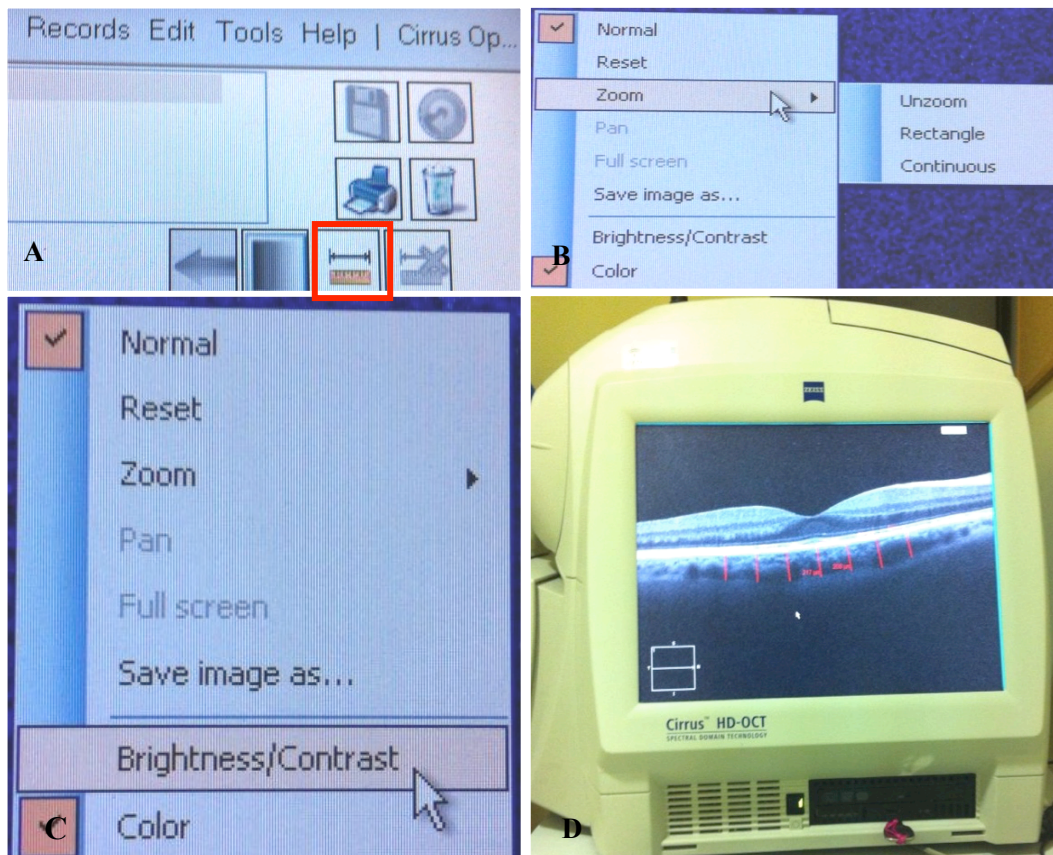 Records Edit Tools Help | Cirrus Op...
A
Normal
Reset
Zoom
Pan
Full screen
Save image as...
Brightness/Contrast
Color
Unzoom
Rectangle
Continuous
B
Normal
Reset
Zoom
Pan
Full screen
Save image as...
Brightness/Contrast
Color
C
ZEISS
Cirrus™ HD-OCT
SPECTRAL DOMAIN TECHNOLOGY
D